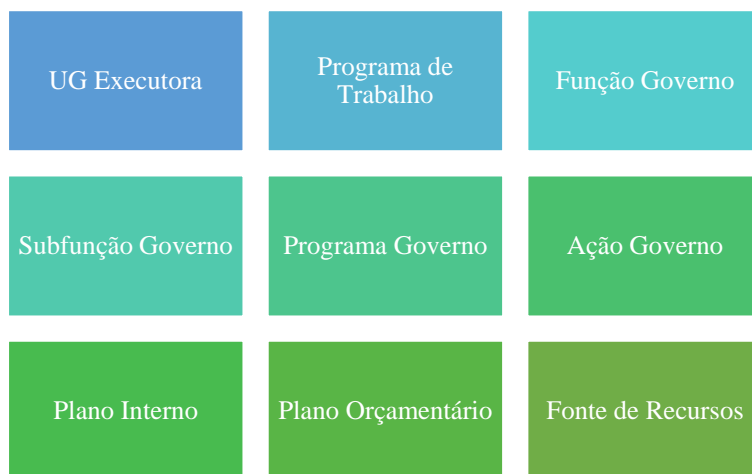 UG Executora
Programa de
Trabalho
Função Governo
Subfunção Governo
Programa Governo
Ação Governo
Plano Interno
Plano Orçamentário
Fonte de Recursos